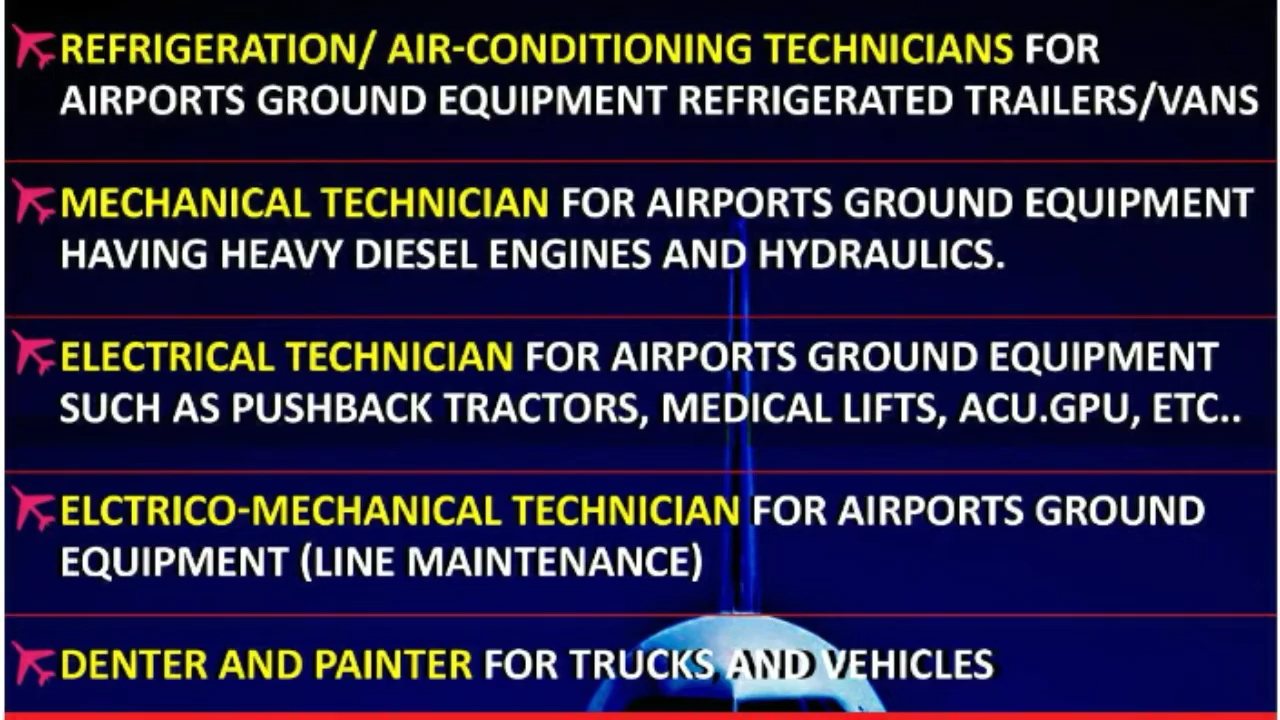 REFRIGERATION/ AIR-CONDITIONING TECHNICIANS FOR
AIRPORTS GROUND EQUIPMENT REFRIGERATED TRAILERS/VANS
MECHANICAL TECHNICIAN FOR AIRPORTS GROUND EQUIPMENT
HAVING HEAVY DIESEL ENGINES AND HYDRAULICS.
ELECTRICAL TECHNICIAN FOR AIRPORTS GROUND EQUIPMENT
SUCH AS PUSHBACK TRACTORS, MEDICAL LIFTS, ACU.GPU, ETC..
ELCTRICO-MECHANICAL TECHNICIAN FOR AIRPORTS GROUND
EQUIPMENT (LINE MAINTENANCE)
DENTER AND PAINTER FOR TRUCKS AND VEHICLES